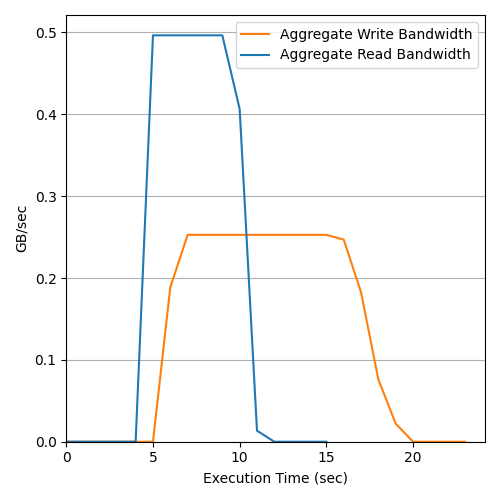 Aggregate Write Bandwidth
Aggregate Read Bandwidth
0.5
0.4
0.3
0.2
0.1
0.0
GB/sec
0 5 10 15 20
Execution Time (sec)